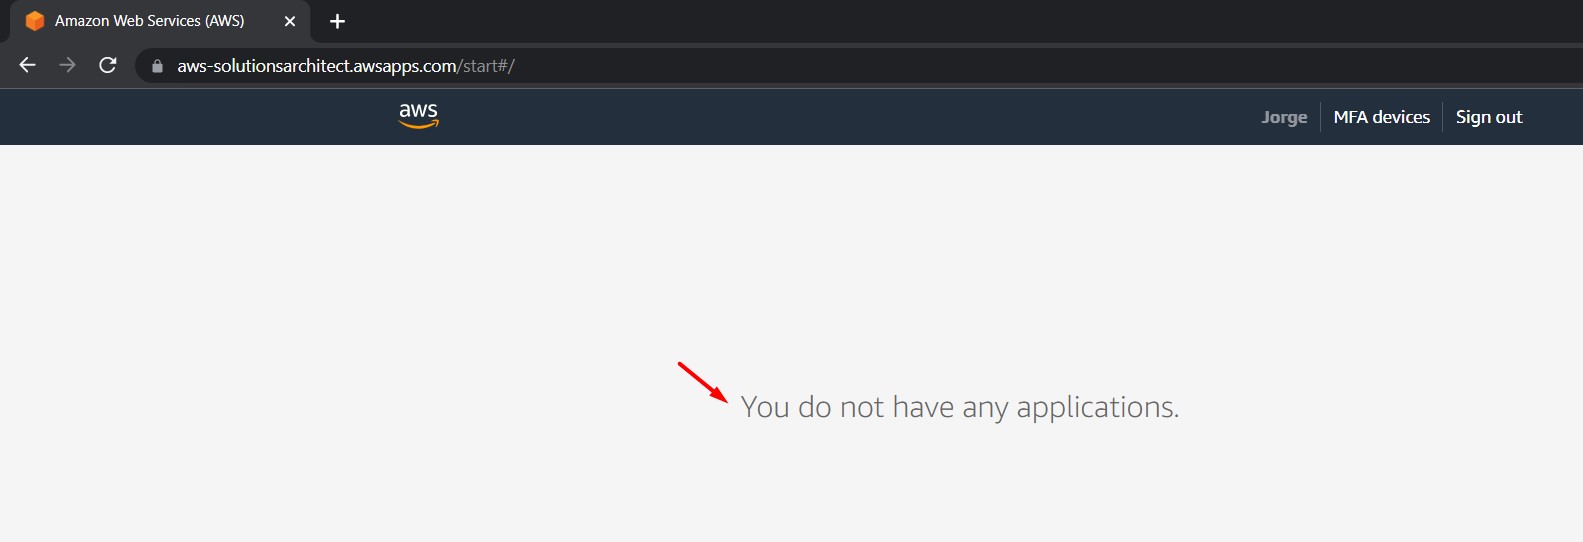 Amazon Web Services (AWS)
aws-solutionsarchitect.awsapps.com/start#/
aws
Jorge
MFA devices
Sign out
You do not have any applications.